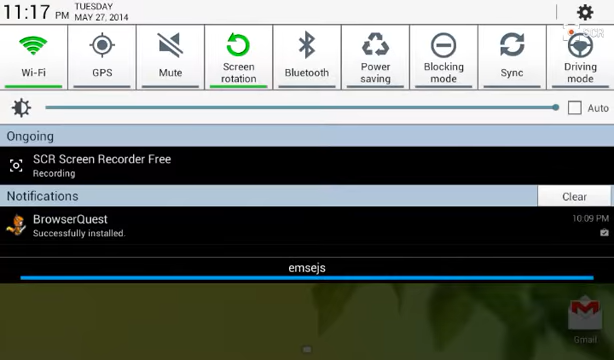 11:17 PM TUESDAY
MAY 27, 2014
SCR
Wi-Fi
GPS
Mute
Screen
rotation
Bluetooth
Power
saving
Blocking
mode
Sync
Driving
mode
Auto
Ongoing
SCR Screen Recorder Free
Recording
Notifications
Clear
BrowserQuest
10:09 PM
Successfully installed.
emsejs
Gmail